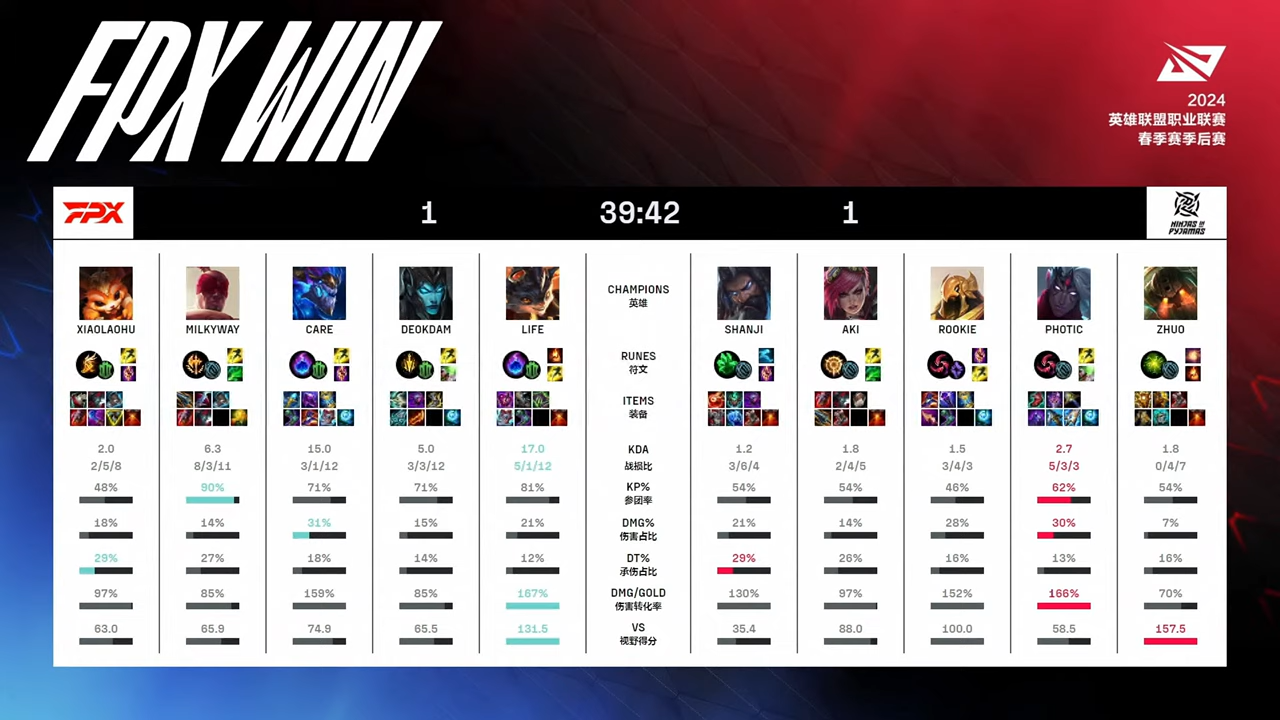 FPX WIN
2024
英雄联盟职业联赛
春季赛季后赛
FPX 1 39:42 1 NINJAS IN PYJAMAS
CHAMPIONS
英雄
XIAOLAOHU MILKYWAY CARE DEOKDAM LIFE SHANJI AKI ROOKIE PHOTIC ZHUO
RUNES
符文
ITEMS
装备
2.0 6.3 15.0 5.0 17.0 KDA 1.2 1.8 1.5 2.7 1.8
2/5/8 8/3/11 3/1/12 3/3/12 5/1/12 战损比 3/6/4 2/4/5 3/4/3 5/3/3 0/4/7
48% 90% 71% 71% 81% KP% 54% 54% 46% 62% 54%
参团率
18% 14% 31% 15% 21% DMG% 21% 14% 28% 30% 7%
伤害占比
29% 27% 18% 14% 12% DT% 29% 26% 16% 13% 16%
承伤占比
97% 85% 159% 85% 167% DMG/GOLD 130% 97% 152% 166% 70%
伤害转化率
63.0 65.9 74.9 65.5 131.5 VS 35.4 88.0 100.0 58.5 157.5
视野得分